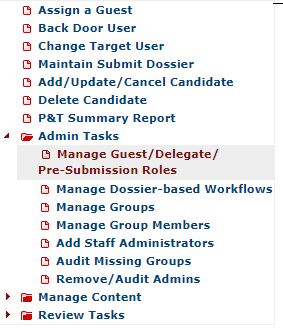 Assign a Guest
Back Door User
Change Target User
Maintain Submit Dossier
Add/Update/Cancel Candidate
Delete Candidate
P&T Summary Report
Admin Tasks
Manage Guest/Delegate/
Pre-Submission Roles
Manage Dossier-based Workflows
Manage Groups
Manage Group Members
Add Staff Administrators
Audit Missing Groups
Remove/Audit Admins
Manage Content
Review Tasks